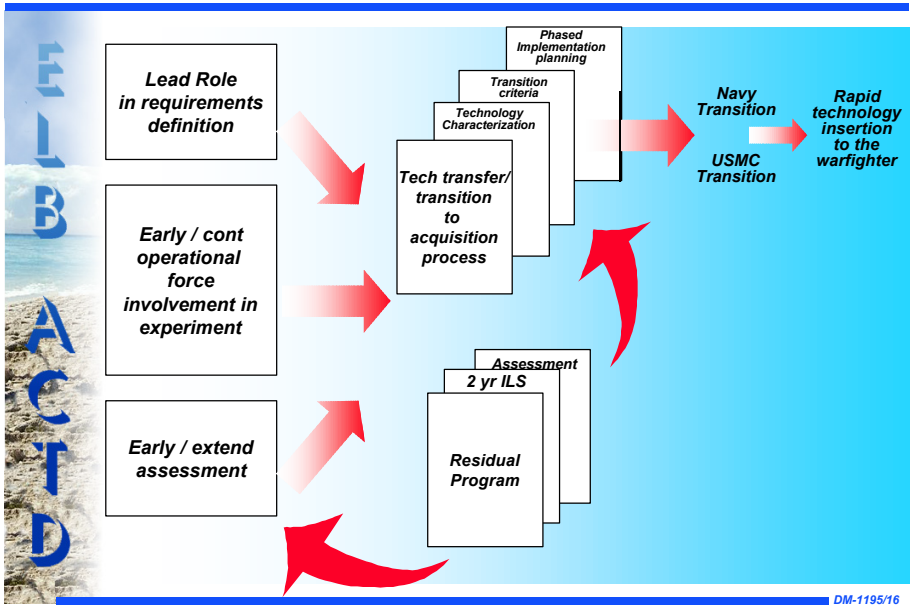 ELB ACTD
Lead Role
in requirements
definition
Early / cont
operational
force
involvement in
experiment
Early / extend
assessment
Phased
Implementation
planning
Transition
criteria
Technology
Characterization
Tech transfer/
transition
to
acquisition
process
Assessment
2 yr ILS
Residual
Program
Navy
Transition
USMC
Transition
Rapid
technology
insertion
to the
warfighter
DM-1195/16